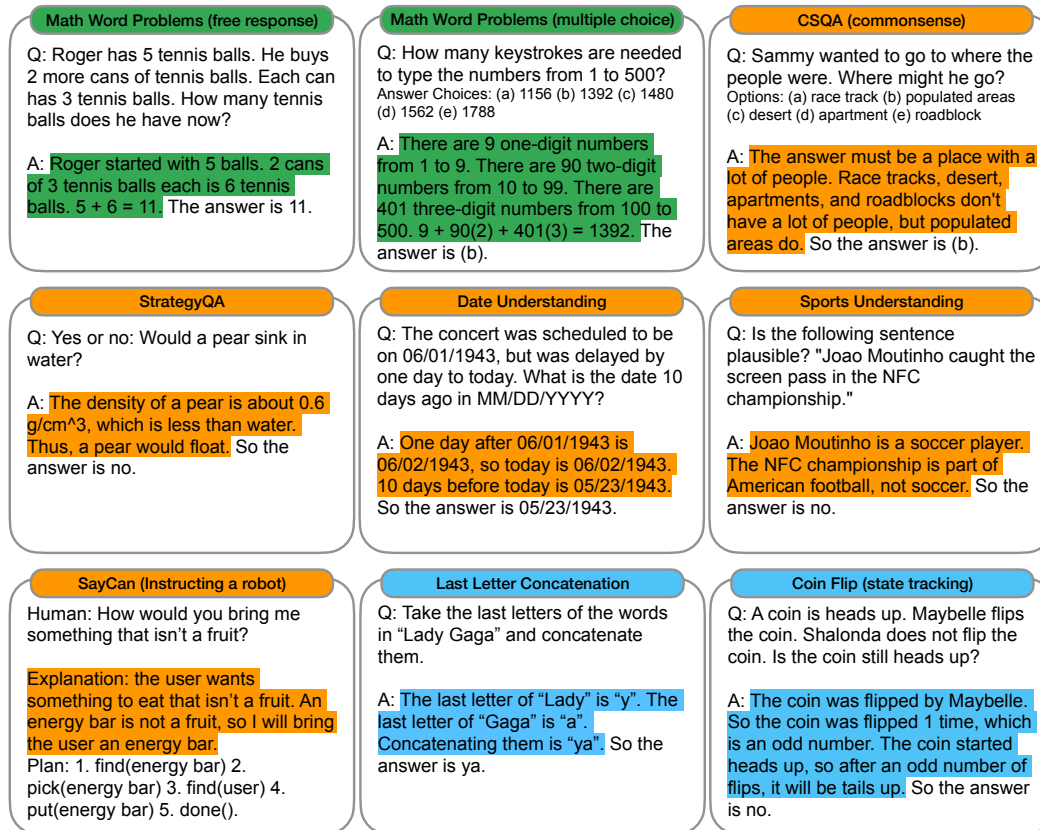 Math Word Problems (free response)
Q: Roger has 5 tennis balls. He buys
2 more cans of tennis balls. Each can
has 3 tennis balls. How many tennis
balls does he have now?
A: Roger started with 5 balls. 2 cans
of 3 tennis balls each is 6 tennis
balls. 5 + 6 = 11. The answer is 11.
Math Word Problems (multiple choice)
Q: How many keystrokes are needed
to type the numbers from 1 to 500?
Answer Choices: (a) 1156 (b) 1392 (c) 1480
(d) 1562 (e) 1788
A: There are 9 one-digit numbers
from 1 to 9. There are 90 two-digit
numbers from 10 to 99. There are
401 three-digit numbers from 100 to
500. 9 + 90(2) + 401(3) = 1392. The
answer is (b).
CSQA (commonsense)
Q: Sammy wanted to go to where the
people were. Where might he go?
Options: (a) race track (b) populated areas
(c) desert (d) apartment (e) roadblock
A: The answer must be a place with a
lot of people. Race tracks, desert,
apartments, and roadblocks don't
have a lot of people, but populated
areas do. So the answer is (b).
StrategyQA
Q: Yes or no: Would a pear sink in
water?
A: The density of a pear is about 0.6
g/cm^3, which is less than water.
Thus, a pear would float. So the
answer is no.
Date Understanding
Q: The concert was scheduled to be
on 06/01/1943, but was delayed by
one day to today. What is the date 10
days ago in MM/DD/YYYY?
A: One day after 06/01/1943 is
06/02/1943, so today is 06/02/1943.
10 days before today is 05/23/1943.
So the answer is 05/23/1943.
Sports Understanding
Q: Is the following sentence
plausible? "Joao Moutinho caught the
screen pass in the NFC
championship."
A: Joao Moutinho is a soccer player.
The NFC championship is part of
American football, not soccer. So the
answer is no.
SayCan (Instructing a robot)
Human: How would you bring me
something that isn’t a fruit?
Explanation: the user wants
something to eat that isn’t a fruit. An
energy bar is not a fruit, so I will bring
the user an energy bar.
Plan: 1. find(energy bar) 2.
pick(energy bar) 3. find(user) 4.
put(energy bar) 5. done().
Last Letter Concatenation
Q: Take the last letters of the words
in “Lady Gaga” and concatenate
them.
A: The last letter of “Lady” is “y”. The
last letter of “Gaga” is “a”.
Concatenating them is “ya”. So the
answer is ya.
Coin Flip (state tracking)
Q: A coin is heads up. Maybelle flips
the coin. Shalonda does not flip the
coin. Is the coin still heads up?
A: The coin was flipped by Maybelle.
So the coin was flipped 1 time, which
is an odd number. The coin started
heads up, so after an odd number of
flips, it will be tails up. So the answer
is no.